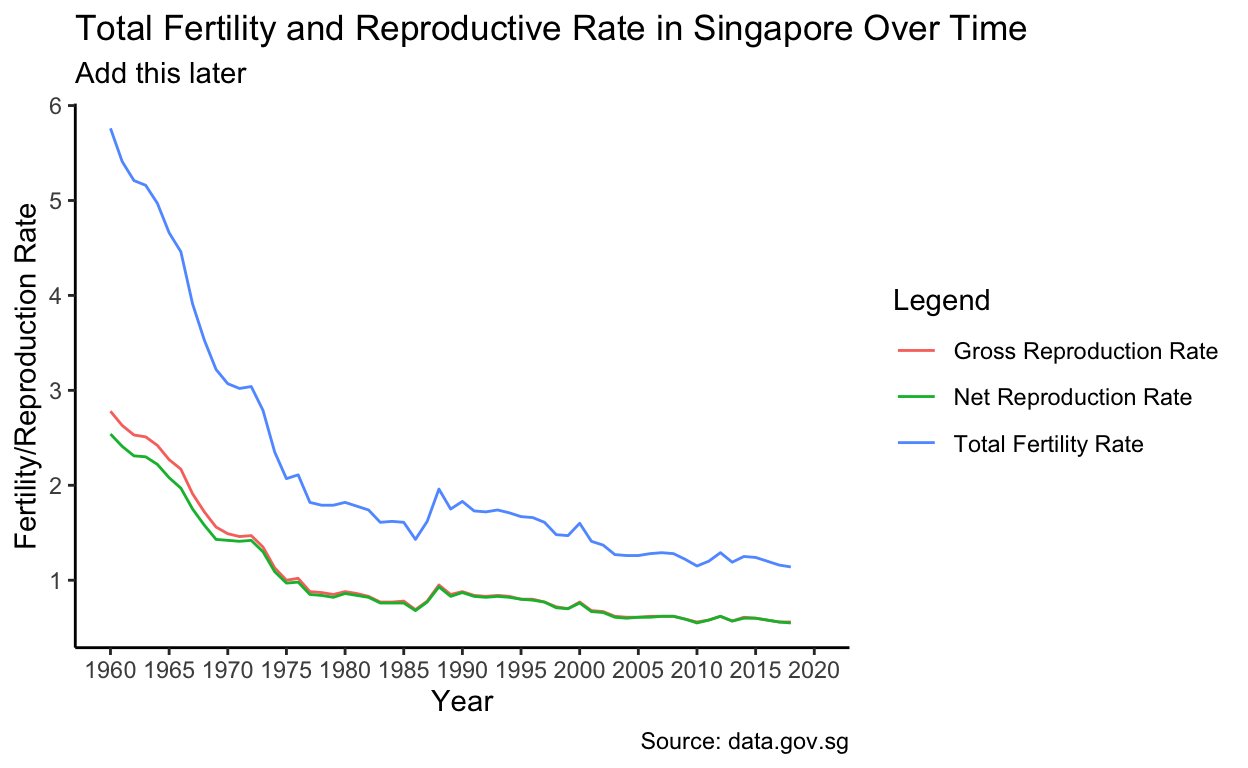 Total Fertility and Reproductive Rate in Singapore Over Time
Add this later
6
5
4
3
2
1
Fertility/Reproduction Rate
1960 1965 1970 1975 1980 1985 1990 1995 2000 2005 2010 2015 2020
Year
Legend
Gross Reproduction Rate
Net Reproduction Rate
Total Fertility Rate
Source: data.gov.sg